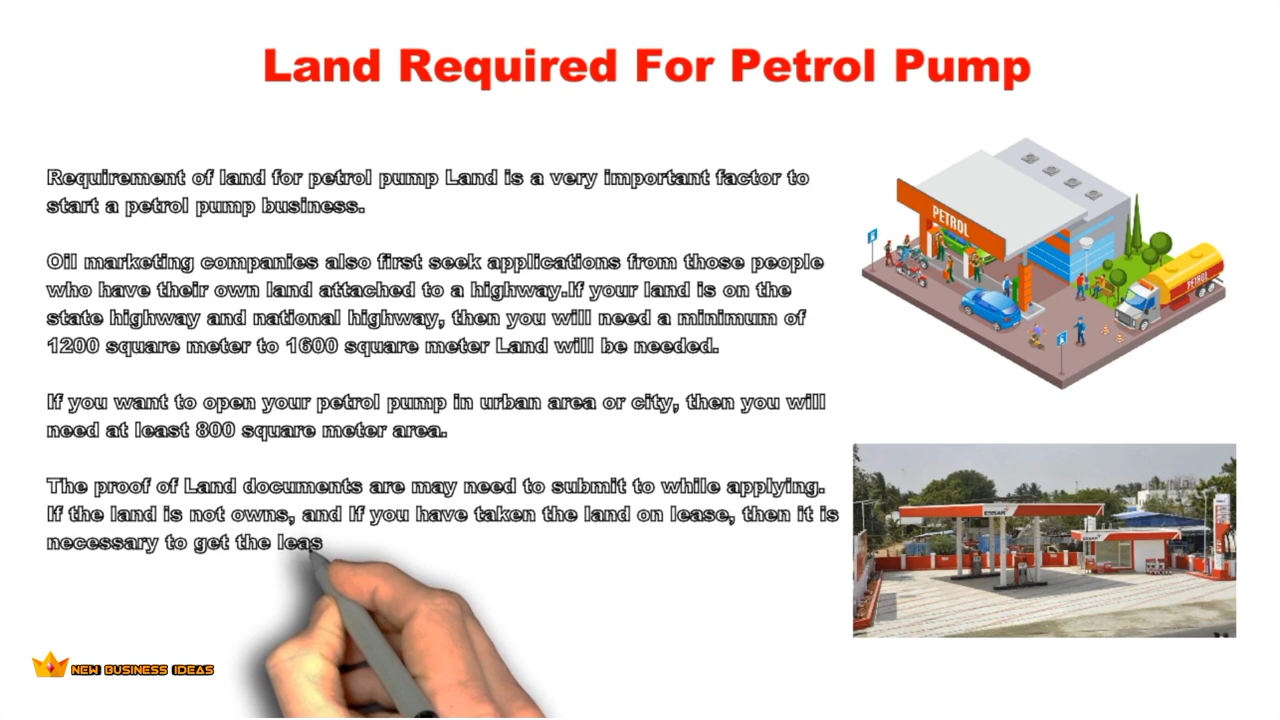 Land Required For Petrol Pump
Requirement of land for petrol pump Land is a very important factor to
start a petrol pump business.
Oil marketing companies also first seek applications from those people
who have their own land attached to a highway.If your land is on the
state highway and national highway, then you will need a minimum of
1200 square meter to 1600 square meter Land will be needed.
If you want to open your petrol pump in urban area or city, then you will
need at least 800 square meter area.
The proof of Land documents are may need to submit to while applying.
If the land is not owns, and If you have taken the land on lease, then it is
necessary to get the leas
PETROL
PETROL
ESSAR
ESSAR
NEW BUSINESS IDEAS